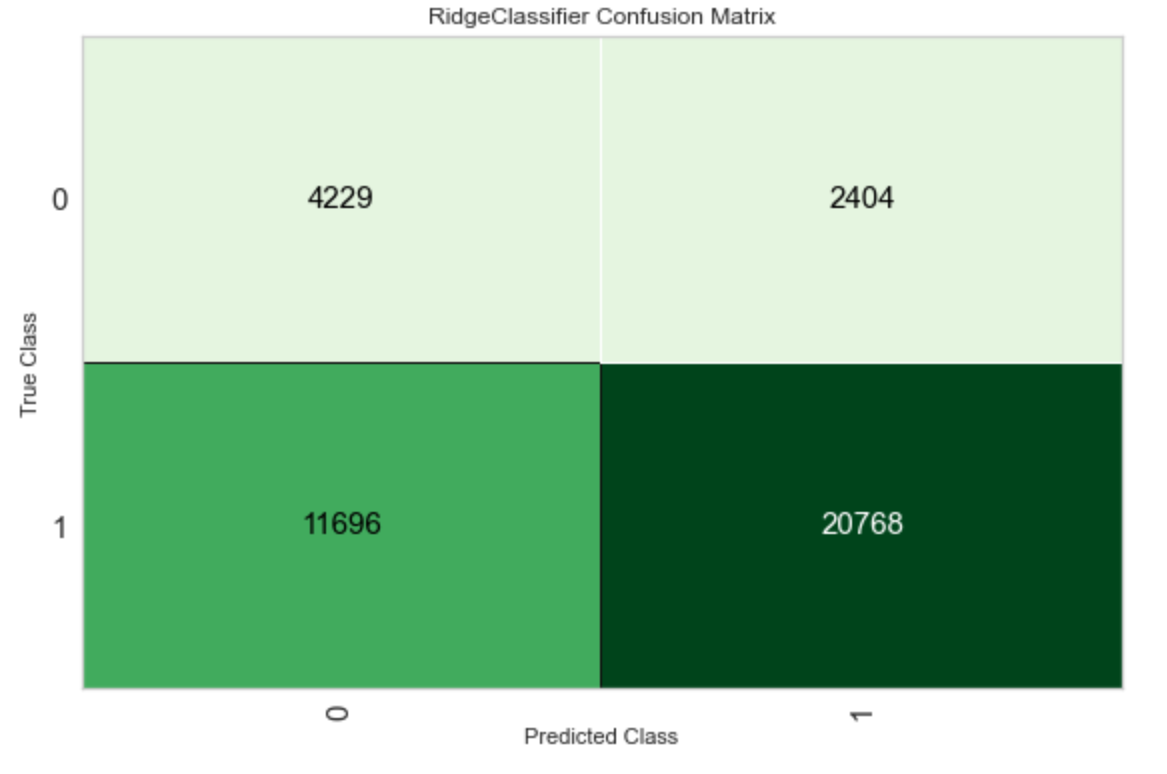 RidgeClassifier Confusion Matrix
0
4229
2404
True Class
1
11696
20768
0
1
Predicted Class